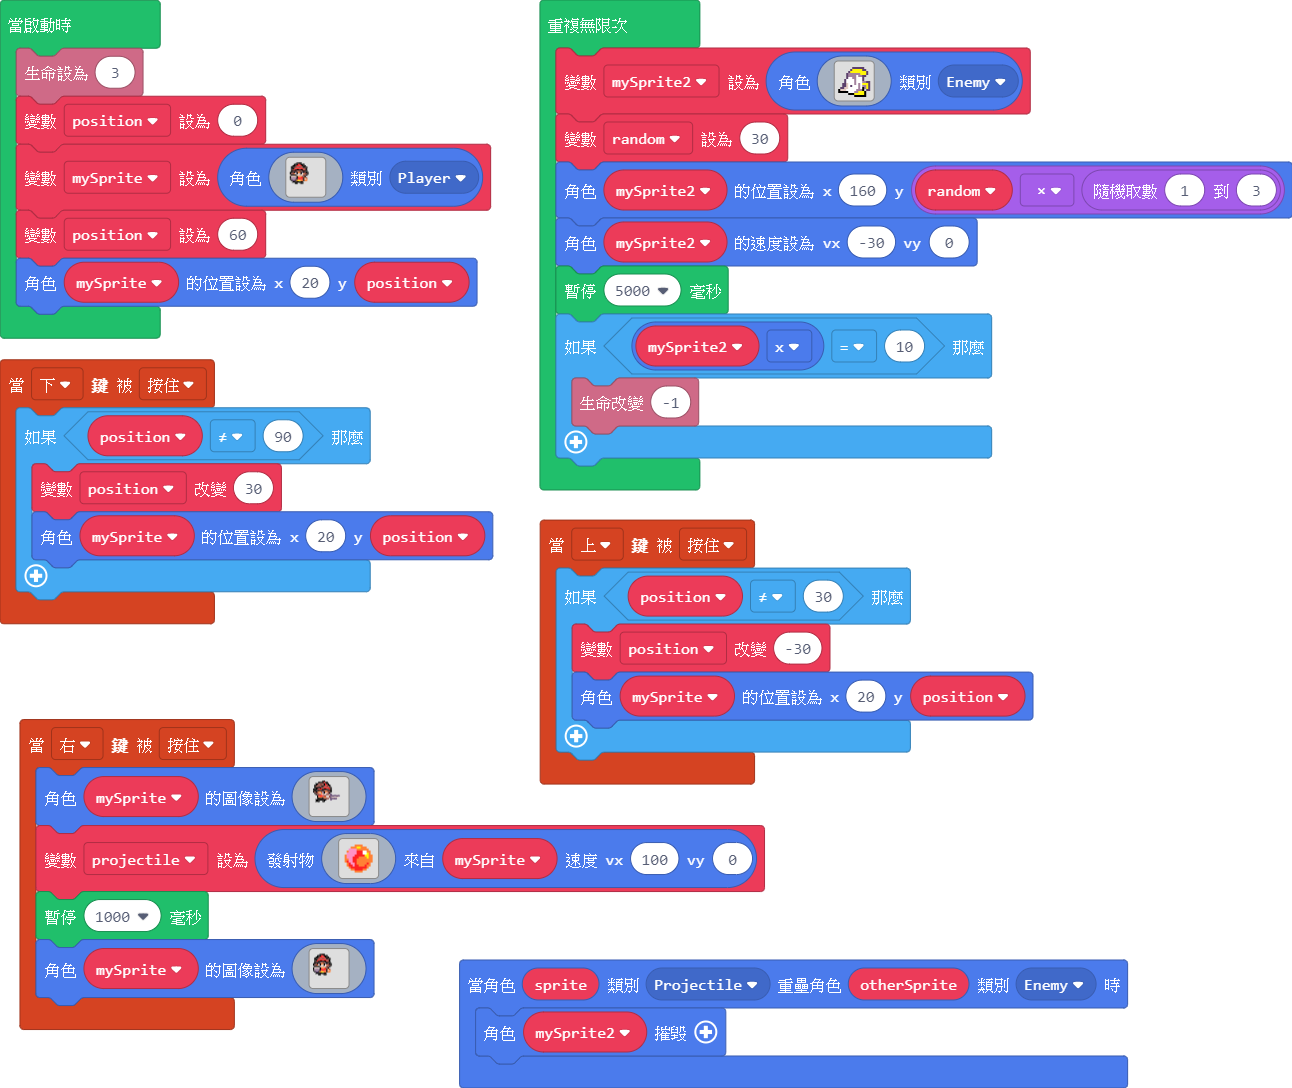 當啟動時
生命設為 3
變數 position 設為 0
變數 mySprite 設為 角色 類別 Player
變數 position 設為 60
角色 mySprite 的位置設為 x 20 y position
當 下 鍵 被 按住
如果 position ≠ 90 那麼
變數 position 改變 30
角色 mySprite 的位置設為 x 20 y position
當 右 鍵 被 按住
角色 mySprite 的圖像設為
變數 projectile 設為 發射物 來自 mySprite 速度 vx 100 vy 0
暫停 1000 毫秒
角色 mySprite 的圖像設為
重複無限次
變數 mySprite2 設為 角色 類別 Enemy
變數 random 設為 30
角色 mySprite2 的位置設為 x 160 y random × 隨機取數 1 到 3
角色 mySprite2 的速度設為 vx -30 vy 0
暫停 5000 毫秒
如果 mySprite2 x = 10 那麼
生命改變 -1
當 上 鍵 被 按住
如果 position ≠ 30 那麼
變數 position 改變 -30
角色 mySprite 的位置設為 x 20 y position
當角色 sprite 類別 Projectile 重疊角色 otherSprite 類別 Enemy 時
角色 mySprite2 摧毀